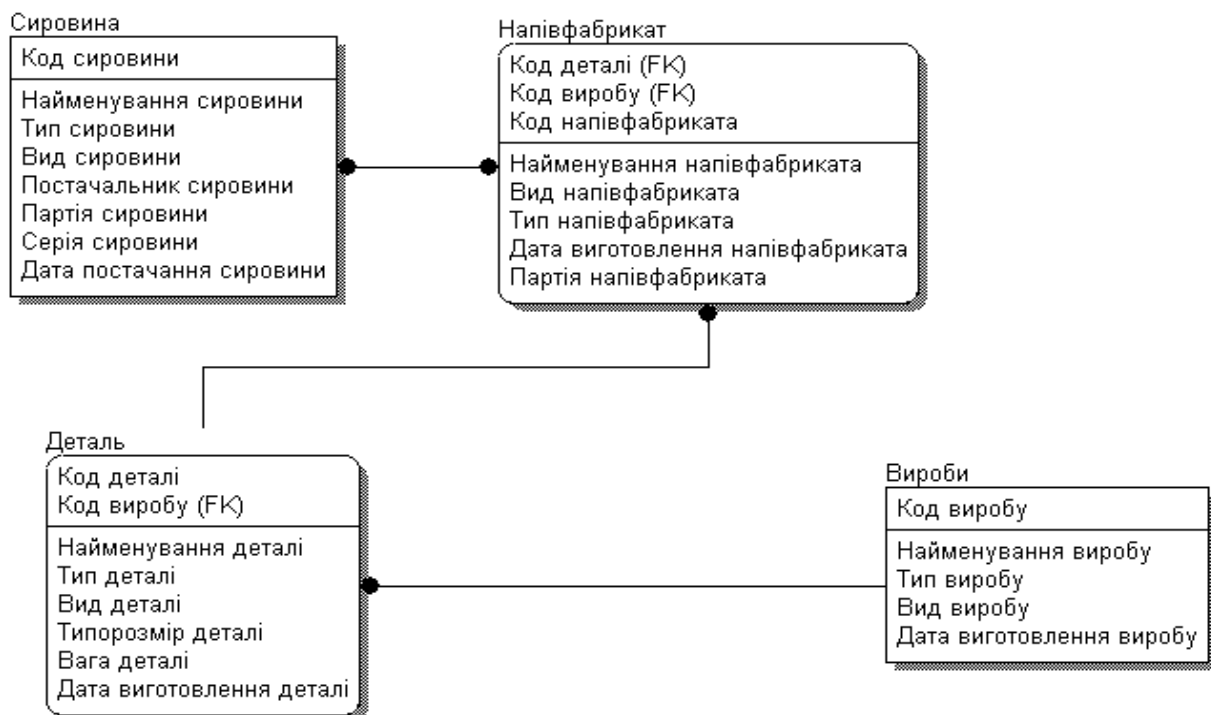 Сировина
Код сировини
Найменування сировини
Тип сировини
Вид сировини
Постачальник сировини
Партія сировини
Серія сировини
Дата постачання сировини
Напівфабрикат
Код деталі (FK)
Код виробу (FK)
Код напівфабриката
Найменування напівфабриката
Вид напівфабриката
Тип напівфабриката
Дата виготовлення напівфабриката
Партія напівфабриката
Деталь
Код деталі
Код виробу (FK)
Найменування деталі
Тип деталі
Вид деталі
Типорозмір деталі
Вага деталі
Дата виготовлення деталі
Вироби
Код виробу
Найменування виробу
Тип виробу
Вид виробу
Дата виготовлення виробу